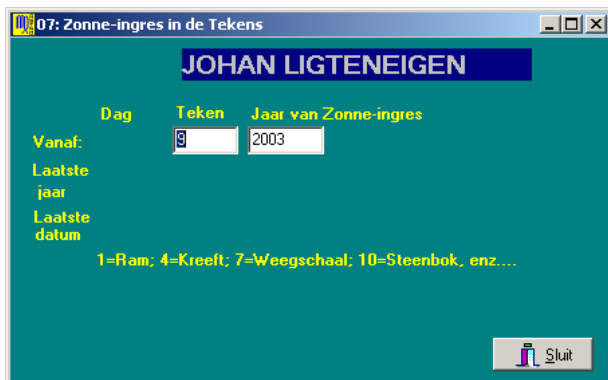 07: Zonne-ingres in de Tekens
JOHAN LIGTENEIGEN
Dag Teken Jaar van Zonne-ingres
Vanaf: 9 2003
Laatste
jaar
Laatste
datum
1=Ram; 4=Kreeft; 7=Weegschaal; 10=Steenbok, enz....
Sluit